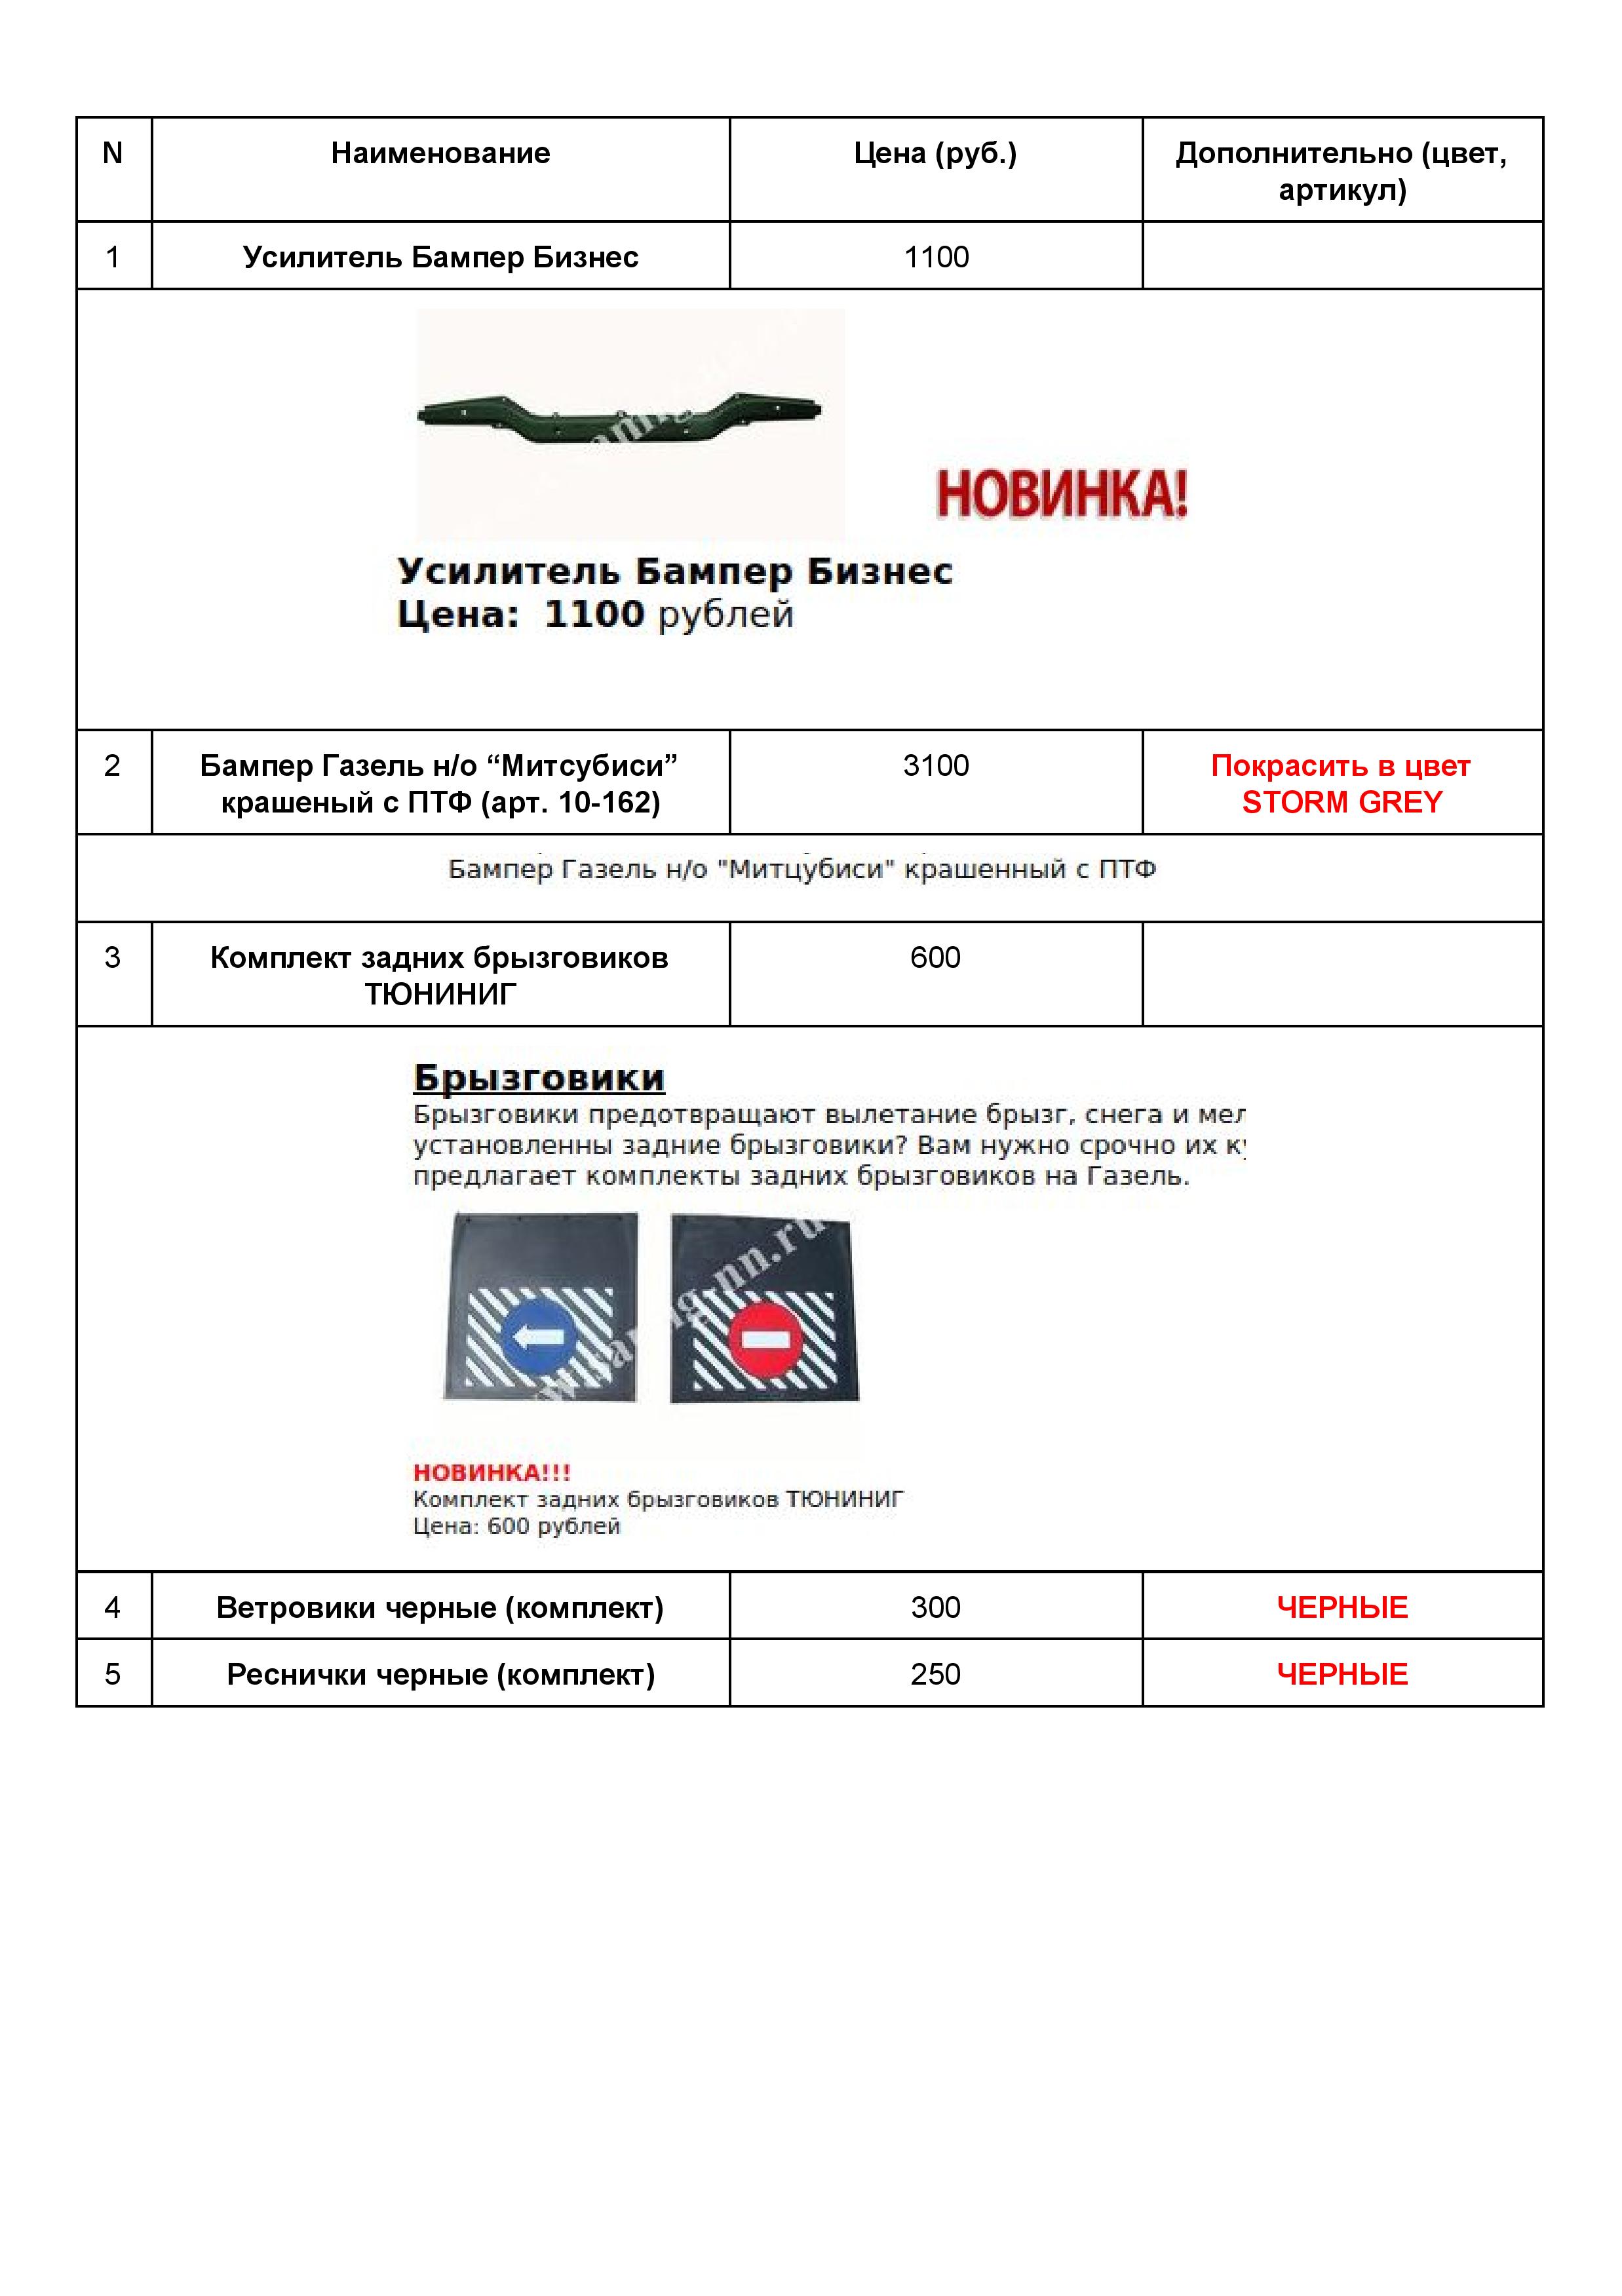 N
Наименование
Цена (руб.)
Дополнительно (цвет,
артикул)
1
Усилитель Бампер Бизнес
1100
НОВИНКА!
Усилитель Бампер Бизнес
Цена: 1100 рублей
2
Бампер Газель н/о “Митсубиси”
крашеный с ПТФ (арт. 10-162)
3100
Покрасить в цвет
STORM GREY
Бампер Газель н/о "Митцубиси" крашенный с ПТФ
3
Комплект задних брызговиков
ТЮНИНИГ
600
Брызговики
Брызговики предотвращают вылетание брызг, снега и мел
установленны задние брызговики? Вам нужно срочно их
предлагает комплекты задних брызговиков на Газель.
НОВИНКА!!!
Комплект задних брызговиков ТЮНИНИГ
Цена: 600 рублей
4
Ветровики черные (комплект)
300
ЧЕРНЫЕ
5
Реснички черные (комплект)
250
ЧЕРНЫЕ